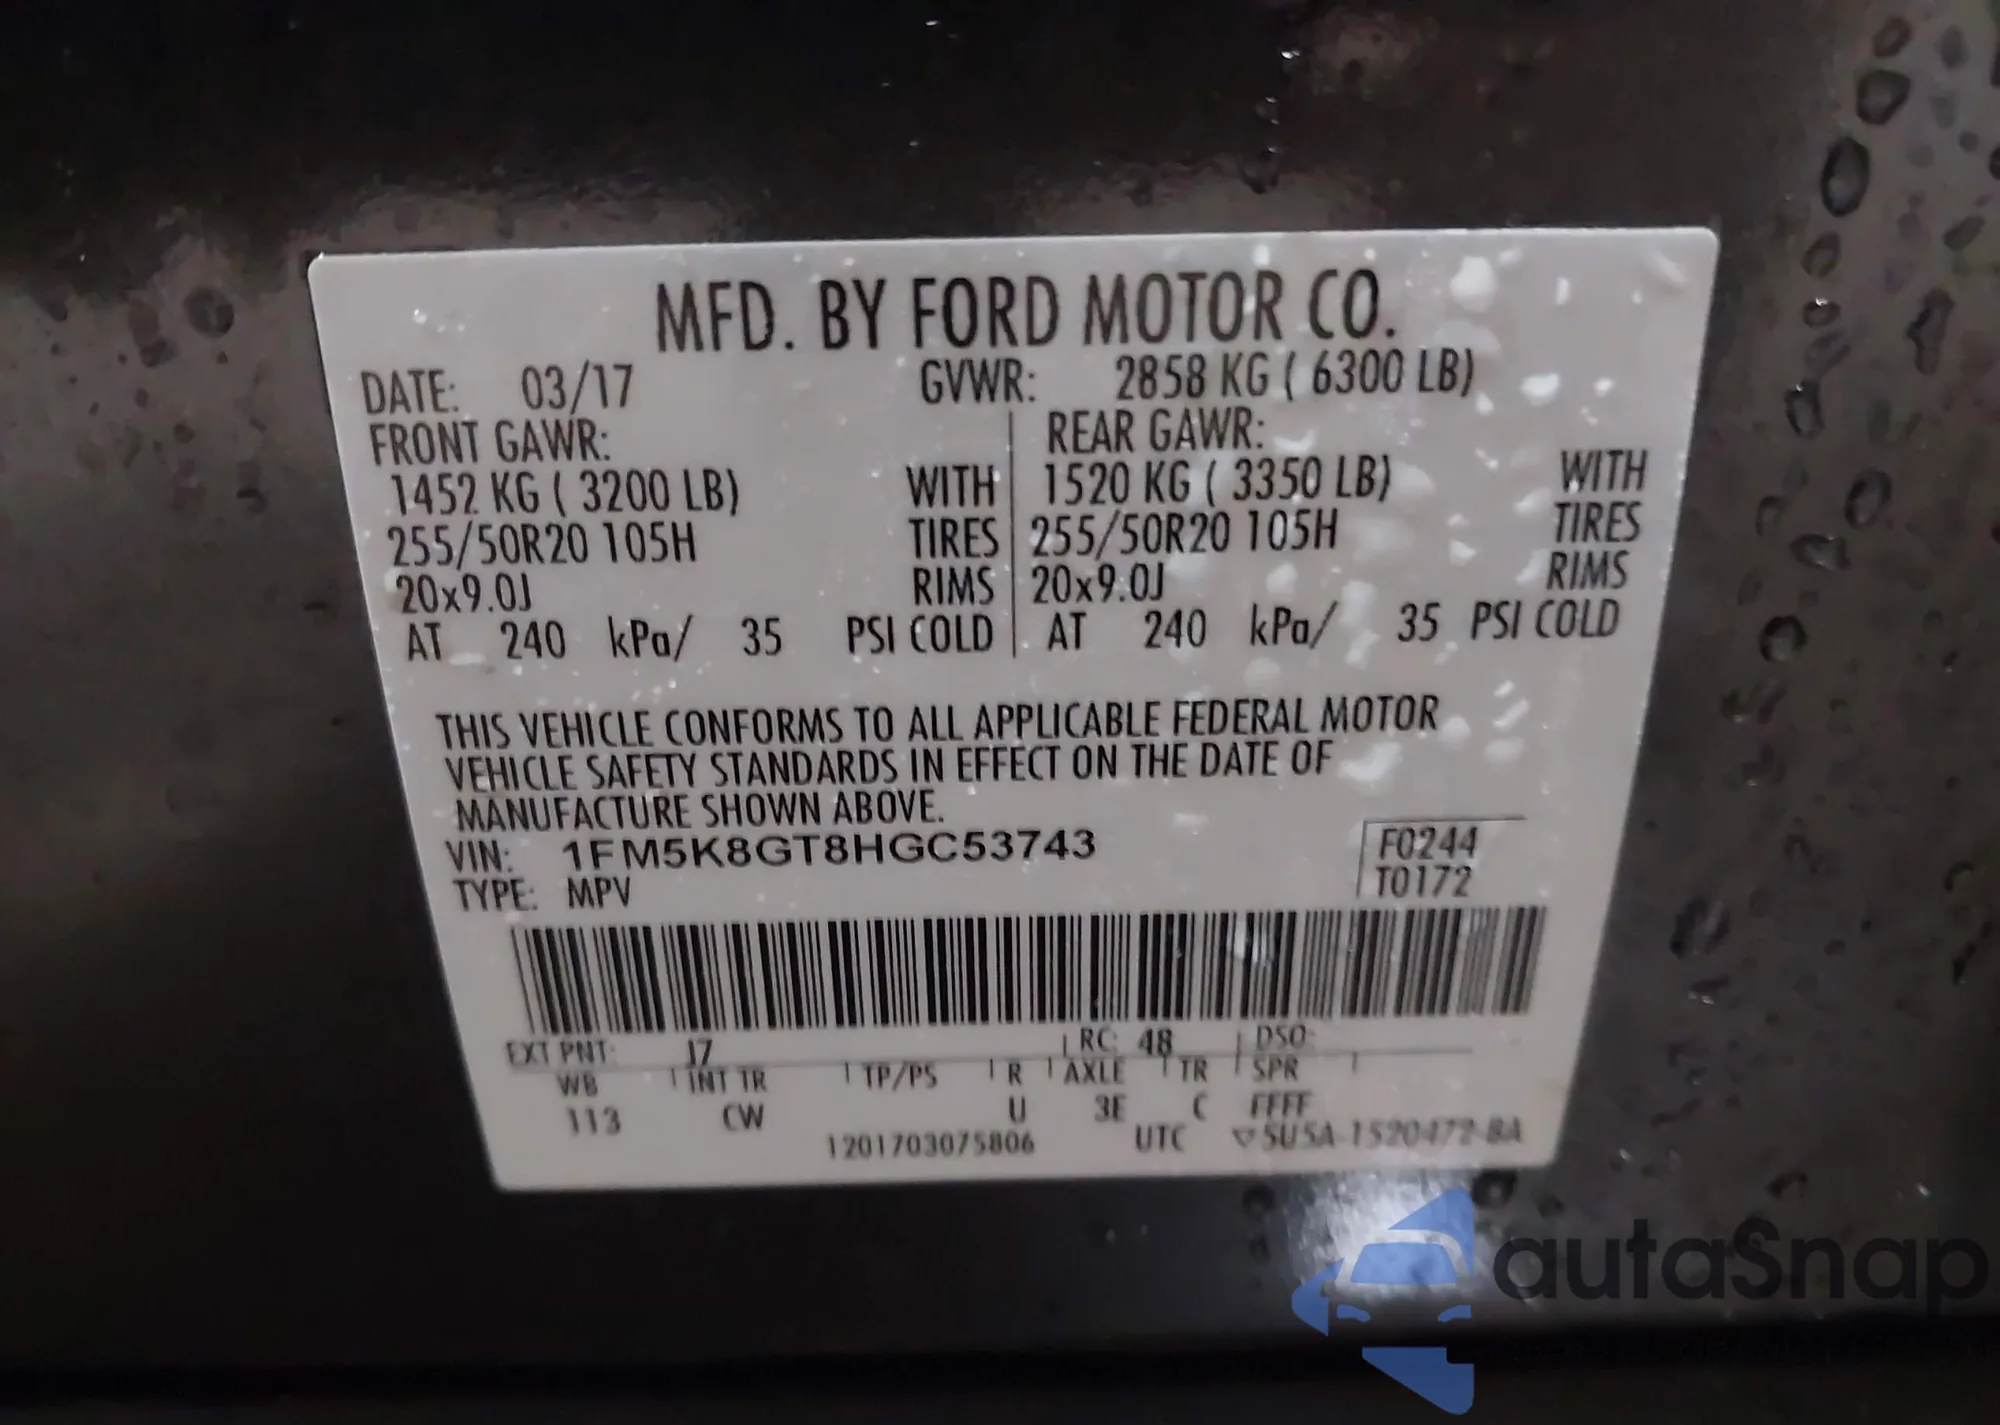 MFD. BY FORD MOTOR CO.
DATE: 03/17 GVWR: 2858 KG ( 6300 LB)
FRONT GAWR: REAR GAWR:
1452 KG ( 3200 LB) WITH 1520 KG ( 3350 LB) WITH
255/50R20 105H TIRES 255/50R20 105H TIRES
20x9.0J RIMS 20x9.0J RIMS
AT 240 kPa/ 35 PSI COLD AT 240 kPa/ 35 PSI COLD
THIS VEHICLE CONFORMS TO ALL APPLICABLE FEDERAL MOTOR
VEHICLE SAFETY STANDARDS IN EFFECT ON THE DATE OF
MANUFACTURE SHOWN ABOVE.
VIN: 1FM5K8GT8HGC53743 F0244
TYPE: MPV T0172
EXT PNT: J7 RC: 48 DSO:
WB INT TR TP/PS R AXLE TR SPR
113 CW U 3E C FFFF
1201703075806 UTC ▽5U5A-1520472-BA
autaSnap